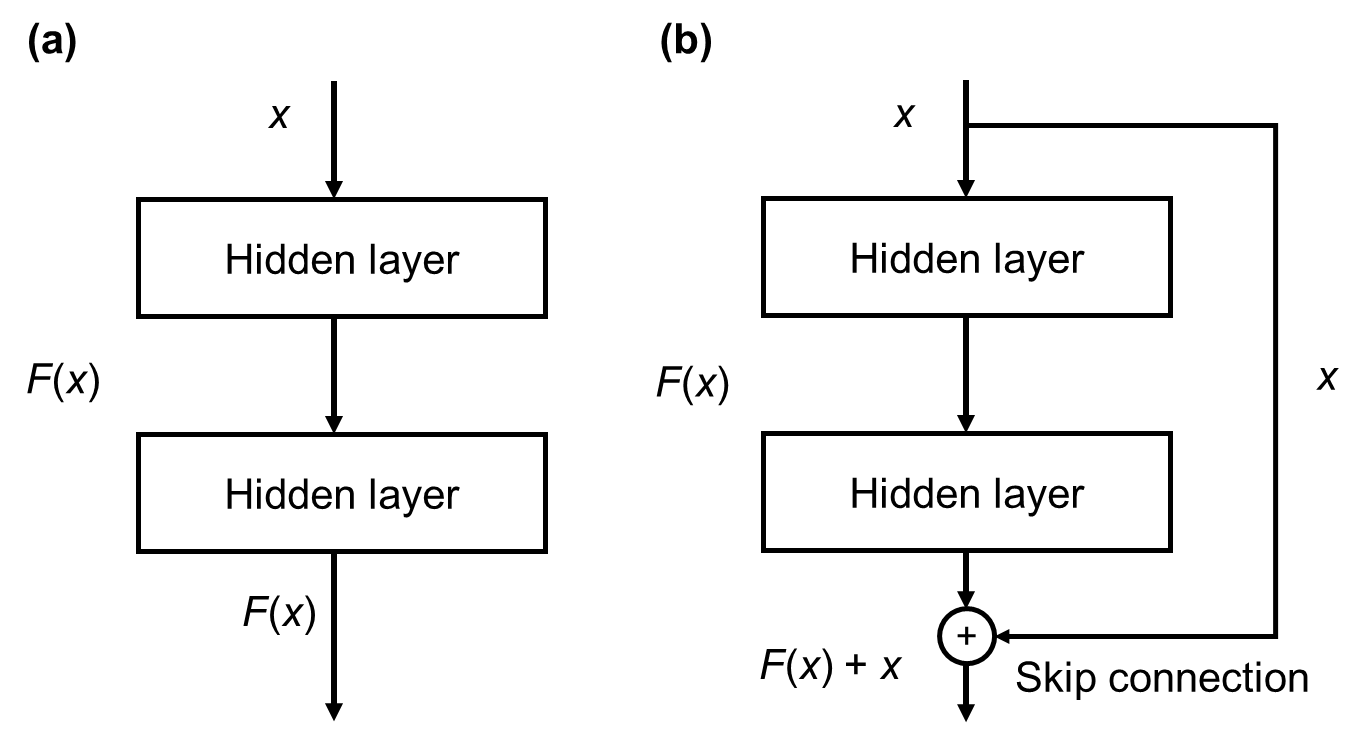 (a)
x
Hidden layer
F(x)
Hidden layer
F(x)
(b)
x
Hidden layer
F(x)
x
Hidden layer
+
F(x) + x
Skip connection